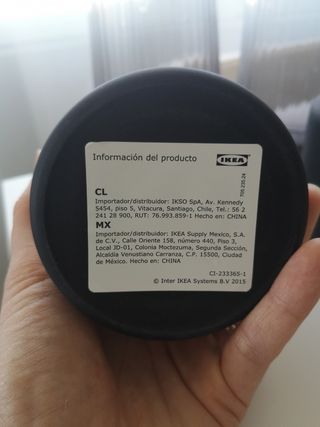 Información del producto
IKEA
705.235.24
CL
Importador/distribuidor: IKSO SpA, Av. Kennedy
5454, piso 5, Vitacura, Santiago, Chile, Tel.: 56 2
241 28 900, RUT: 76.993.859-1 Hecho en: CHINA
MX
Importador/distribuidor: IKEA Supply Mexico, S.A.
de C.V., Calle Oriente 158, número 440, Piso 3,
Local JD-01, Colonia Moctezuma, Segunda Sección,
Alcaldía Venustiano Carranza, C.P. 15500, Ciudad
de México. Hecho en: CHINA
CI-233365-1
© Inter IKEA Systems B.V 2015